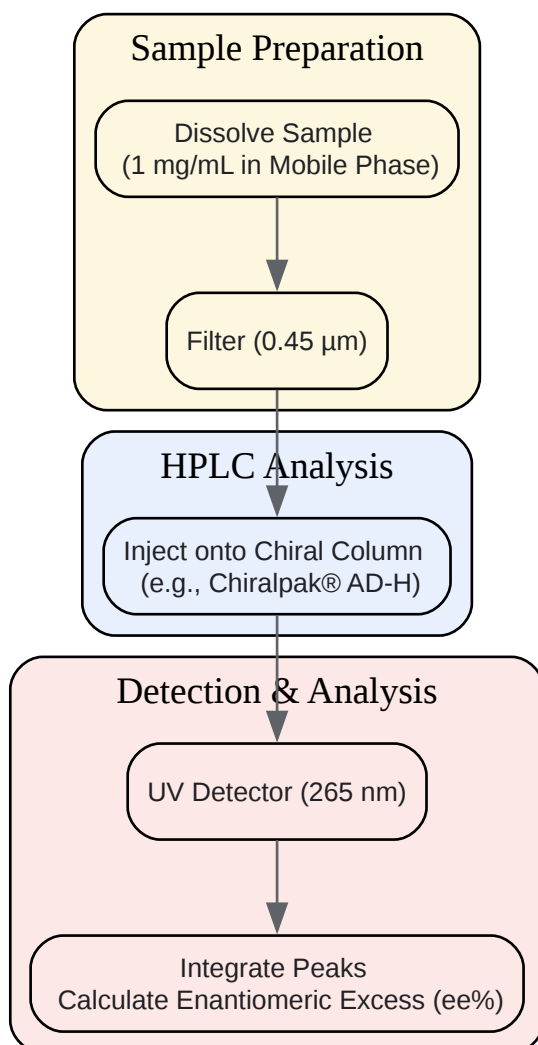 Sample Preparation
Dissolve Sample
(1 mg/mL in Mobile Phase)
Filter (0.45 µm)
HPLC Analysis
Inject onto Chiral Column
(e.g., Chiralpak® AD-H)
Detection & Analysis
UV Detector (265 nm)
Integrate Peaks
Calculate Enantiomeric Excess (ee%)